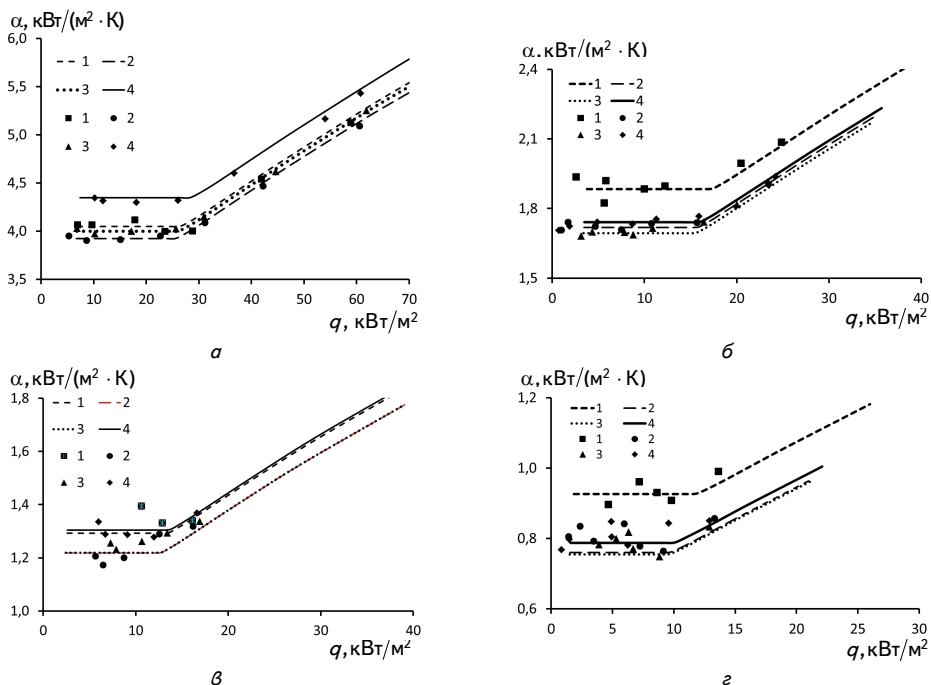 α, кВт/(м² · К)
6,0
5,5
5,0
4,5
4,0
3,5
1 2
3 4
1 2
3 4
0 10 20 30 40 50 60 70
q, кВт/м²
а
α, кВт/(м² · К)
2,4
2,1
1,8
1,5
1 2
3 4
1 2
3 4
0 10 20 30 40
q, кВт/м²
б
α, кВт/(м² · К)
1,8
1,6
1,4
1,2
1,0
1 2
3 4
1 2
3 4
0 10 20 30 40
q, кВт/м²
в
α, кВт/(м² · К)
1,2
1,0
0,8
0,6
1 2
3 4
1 2
3 4
0 5 10 15 20 25 30
q, кВт/м²
г